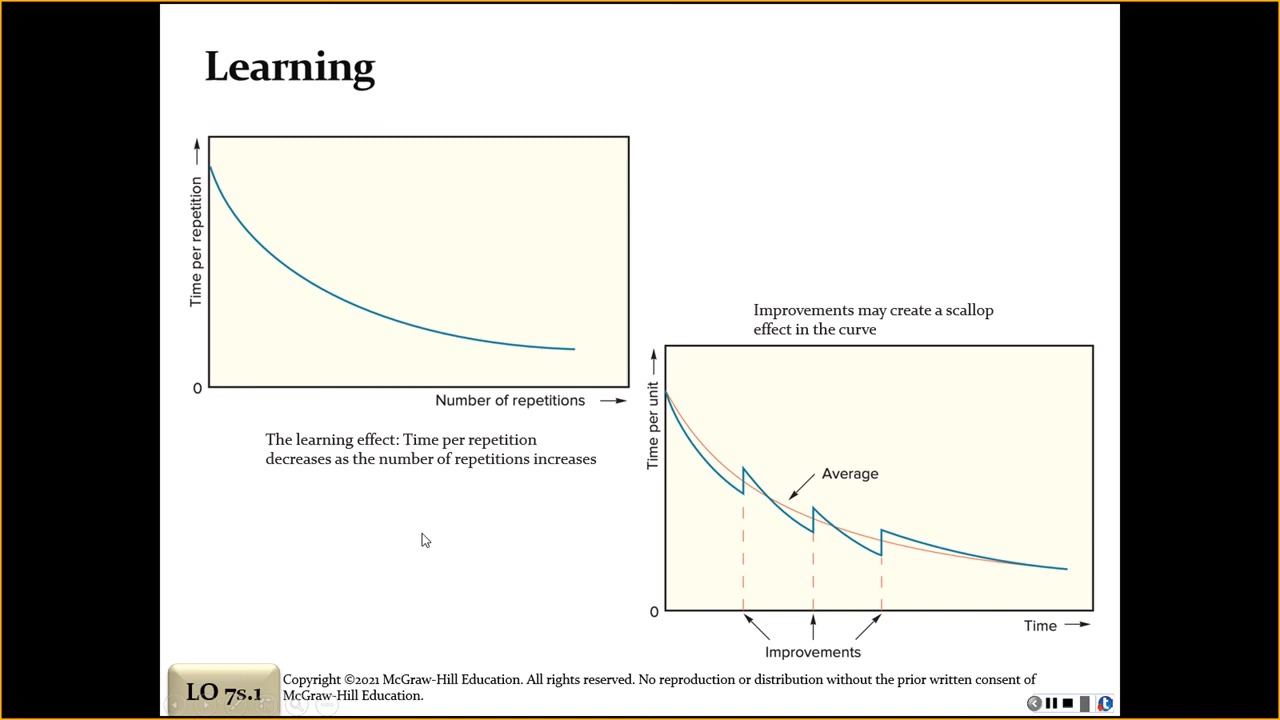 Learning
Time per repetition
0
Number of repetitions
The learning effect: Time per repetition
decreases as the number of repetitions increases
Improvements may create a scallop
effect in the curve
Time per unit
Average
0
Time
Improvements
LO 7s.1
Copyright ©2021 McGraw-Hill Education. All rights reserved. No reproduction or distribution without the prior written consent of
McGraw-Hill Education.